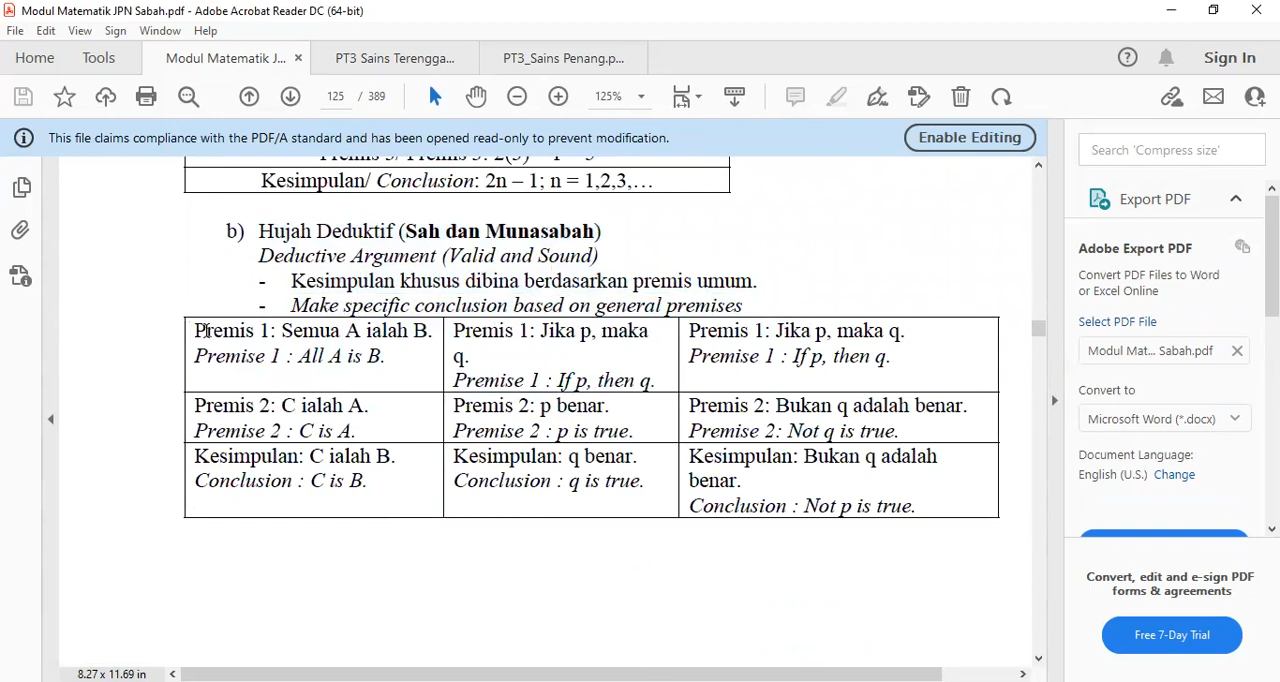 Modul Matematik JPN Sabah.pdf - Adobe Acrobat Reader DC (64-bit)
File Edit View Sign Window Help
Home Tools Modul Matematik J... × PT3 Sains Terengga... PT3_Sains Penang.p... Sign In
125 / 389 125%
This file claims compliance with the PDF/A standard and has been opened read-only to prevent modification. Enable Editing
Kesimpulan/ Conclusion: 2n – 1; n = 1,2,3,…
b) Hujah Deduktif (Sah dan Munasabah)
Deductive Argument (Valid and Sound)
- Kesimpulan khusus dibina berdasarkan premis umum.
- Make specific conclusion based on general premises
Premis 1: Semua A ialah B.
Premise 1 : All A is B.
Premis 1: Jika p, maka
q.
Premise 1 : If p, then q.
Premis 1: Jika p, maka q.
Premise 1 : If p, then q.
Premis 2: C ialah A.
Premise 2 : C is A.
Premis 2: p benar.
Premise 2 : p is true.
Premis 2: Bukan q adalah benar.
Premise 2: Not q is true.
Kesimpulan: C ialah B.
Conclusion : C is B.
Kesimpulan: q benar.
Conclusion : q is true.
Kesimpulan: Bukan q adalah
benar.
Conclusion : Not p is true.
8.27 x 11.69 in
Search 'Compress size'
Export PDF
Adobe Export PDF
Convert PDF Files to Word
or Excel Online
Select PDF File
Modul Mat... Sabah.pdf
Convert to
Microsoft Word (*.docx)
Document Language:
English (U.S.) Change
Convert, edit and e-sign PDF
forms & agreements
Free 7-Day Trial